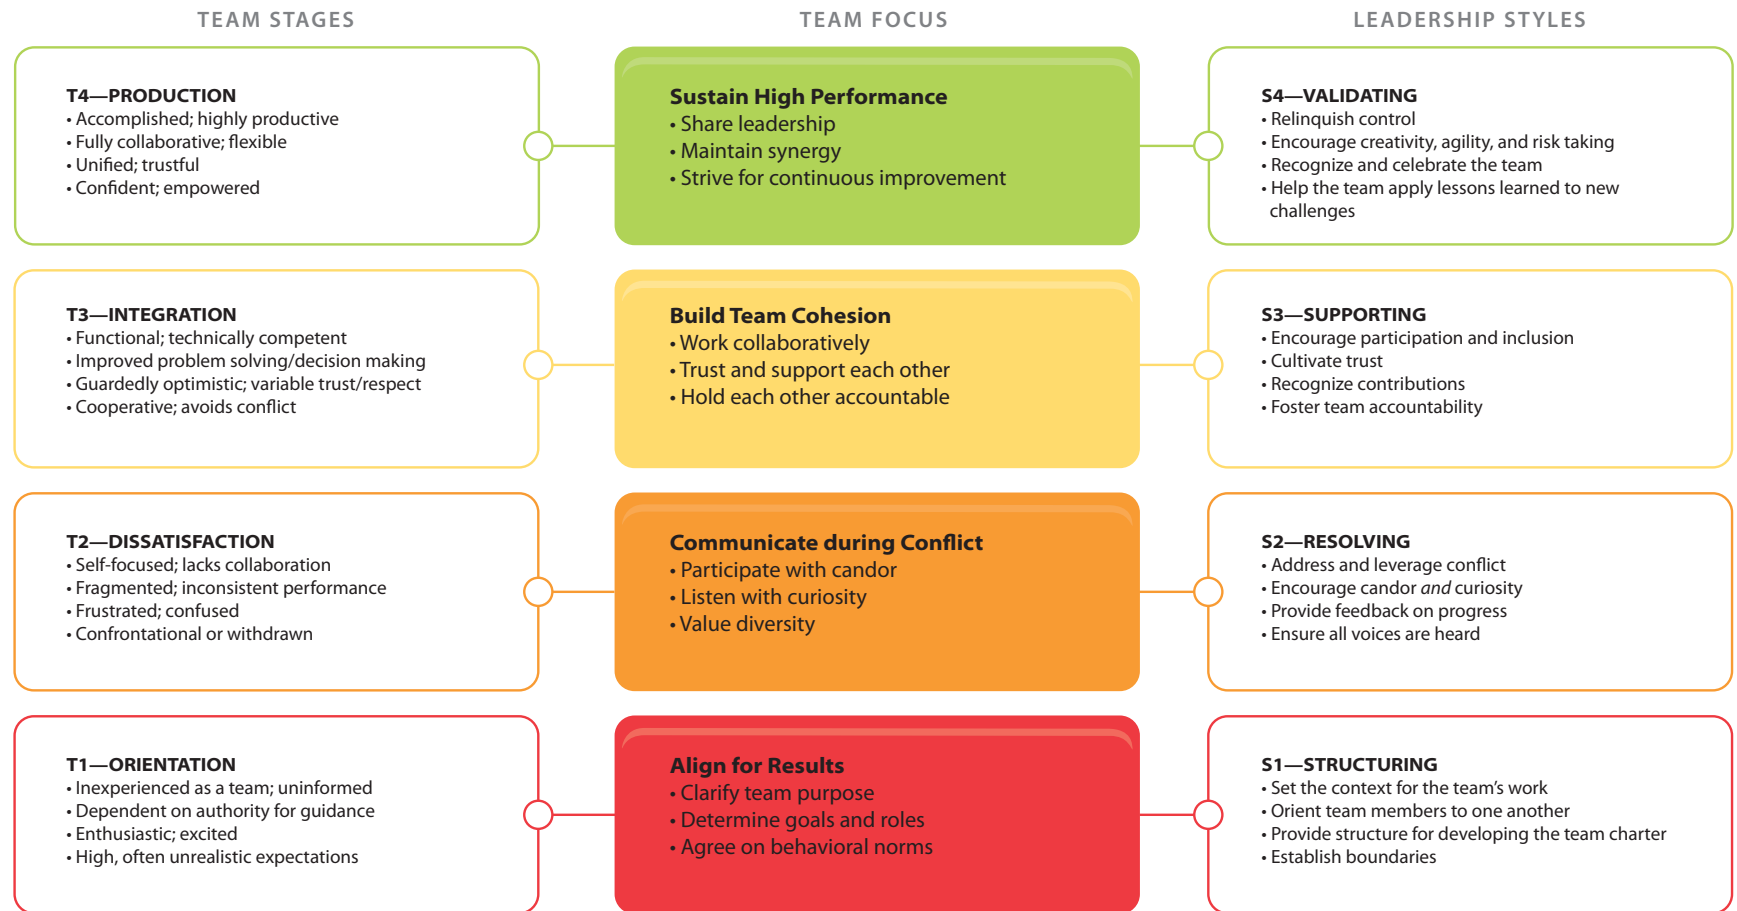 TEAM STAGES
TEAM FOCUS
LEADERSHIP STYLES
T4—PRODUCTION
• Accomplished; highly productive
• Fully collaborative; flexible
• Unified; trustful
• Confident; empowered
Sustain High Performance
• Share leadership
• Maintain synergy
• Strive for continuous improvement
S4—VALIDATING
• Relinquish control
• Encourage creativity, agility, and risk taking
• Recognize and celebrate the team
• Help the team apply lessons learned to new
challenges
T3—INTEGRATION
• Functional; technically competent
• Improved problem solving/decision making
• Guardedly optimistic; variable trust/respect
• Cooperative; avoids conflict
Build Team Cohesion
• Work collaboratively
• Trust and support each other
• Hold each other accountable
S3—SUPPORTING
• Encourage participation and inclusion
• Cultivate trust
• Recognize contributions
• Foster team accountability
T2—DISSATISFACTION
• Self-focused; lacks collaboration
• Fragmented; inconsistent performance
• Frustrated; confused
• Confrontational or withdrawn
Communicate during Conflict
• Participate with candor
• Listen with curiosity
• Value diversity
S2—RESOLVING
• Address and leverage conflict
• Encourage candor and curiosity
• Provide feedback on progress
• Ensure all voices are heard
T1—ORIENTATION
• Inexperienced as a team; uninformed
• Dependent on authority for guidance
• Enthusiastic; excited
• High, often unrealistic expectations
Align for Results
• Clarify team purpose
• Determine goals and roles
• Agree on behavioral norms
S1—STRUCTURING
• Set the context for the team’s work
• Orient team members to one another
• Provide structure for developing the team charter
• Establish boundaries